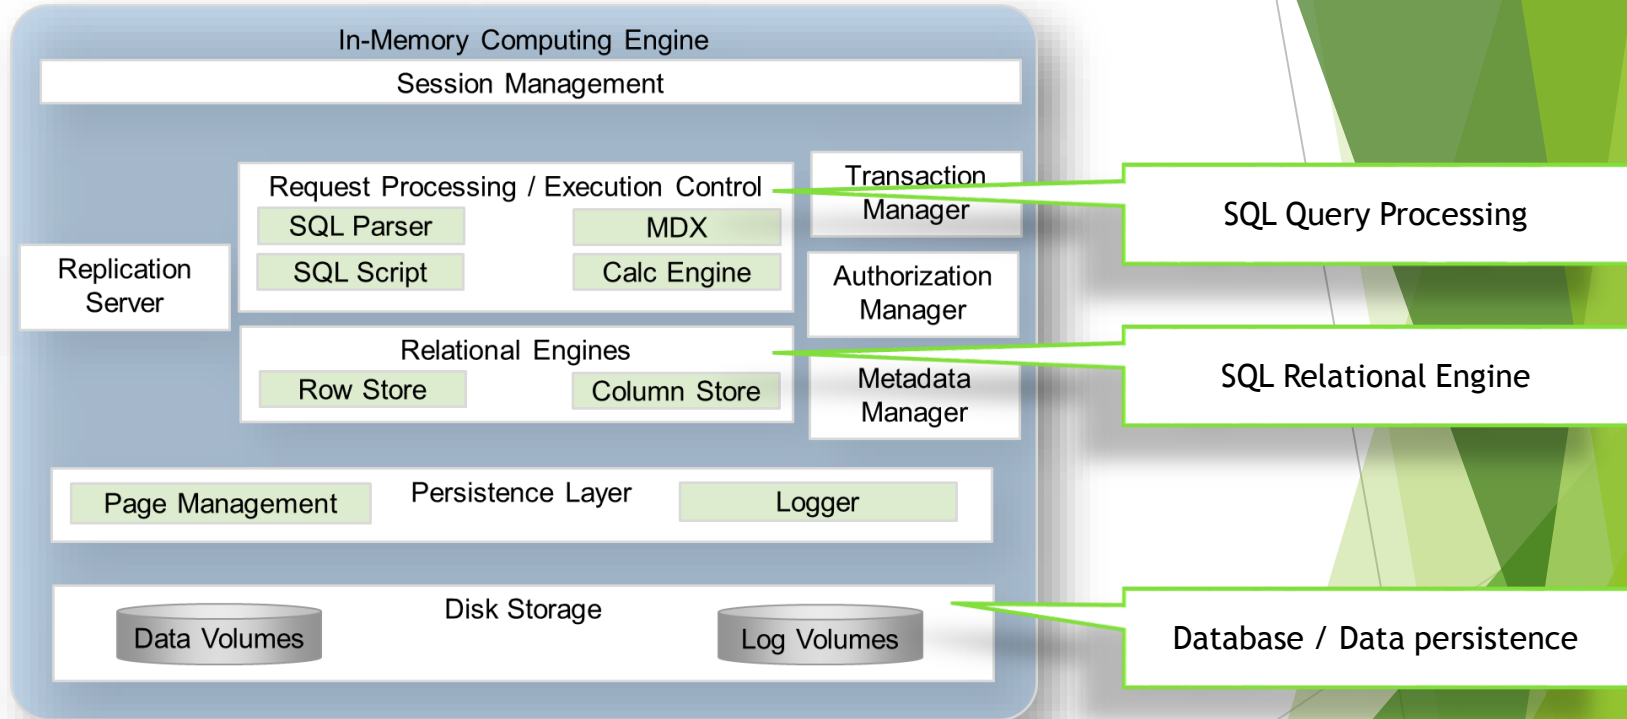 In-Memory Computing Engine
Session Management
Request Processing / Execution Control
SQL Parser
MDX
SQL Script
Calc Engine
Transaction
Manager
SQL Query Processing
Replication
Server
Authorization
Manager
Relational Engines
Row Store
Column Store
Metadata
Manager
SQL Relational Engine
Page Management
Persistence Layer
Logger
Disk Storage
Data Volumes
Log Volumes
Database / Data persistence